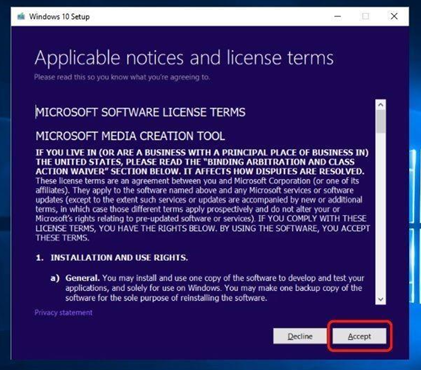 Windows 10 Setup
Applicable notices and license terms
Please read this so you know what you're agreeing to.
MICROSOFT SOFTWARE LICENSE TERMS
MICROSOFT MEDIA CREATION TOOL
IF YOU LIVE IN (OR ARE A BUSINESS WITH A PRINCIPAL PLACE OF BUSINESS IN)
THE UNITED STATES, PLEASE READ THE "BINDING ARBITRATION AND CLASS
ACTION WAIVER" SECTION BELOW. IT AFFECTS HOW DISPUTES ARE RESOLVED.
These license terms are an agreement between you and Microsoft Corporation (or one of its
affiliates). They apply to the software named above and any Microsoft services or software
updates (except to the extent such services or updates are accompanied by new or additional
terms, in which case those different terms apply prospectively and do not alter your or
Microsoft's rights relating to pre-updated software or services). IF YOU COMPLY WITH THESE
LICENSE TERMS, YOU HAVE THE RIGHTS BELOW. BY USING THE SOFTWARE, YOU ACCEPT
THESE TERMS.
1. INSTALLATION AND USE RIGHTS.
a) General. You may install and use one copy of the software to develop and test your
applications, and solely for use on Windows. You may make one backup copy of the
software for the sole purpose of reinstalling the software.
Privacy statement
Decline Accept